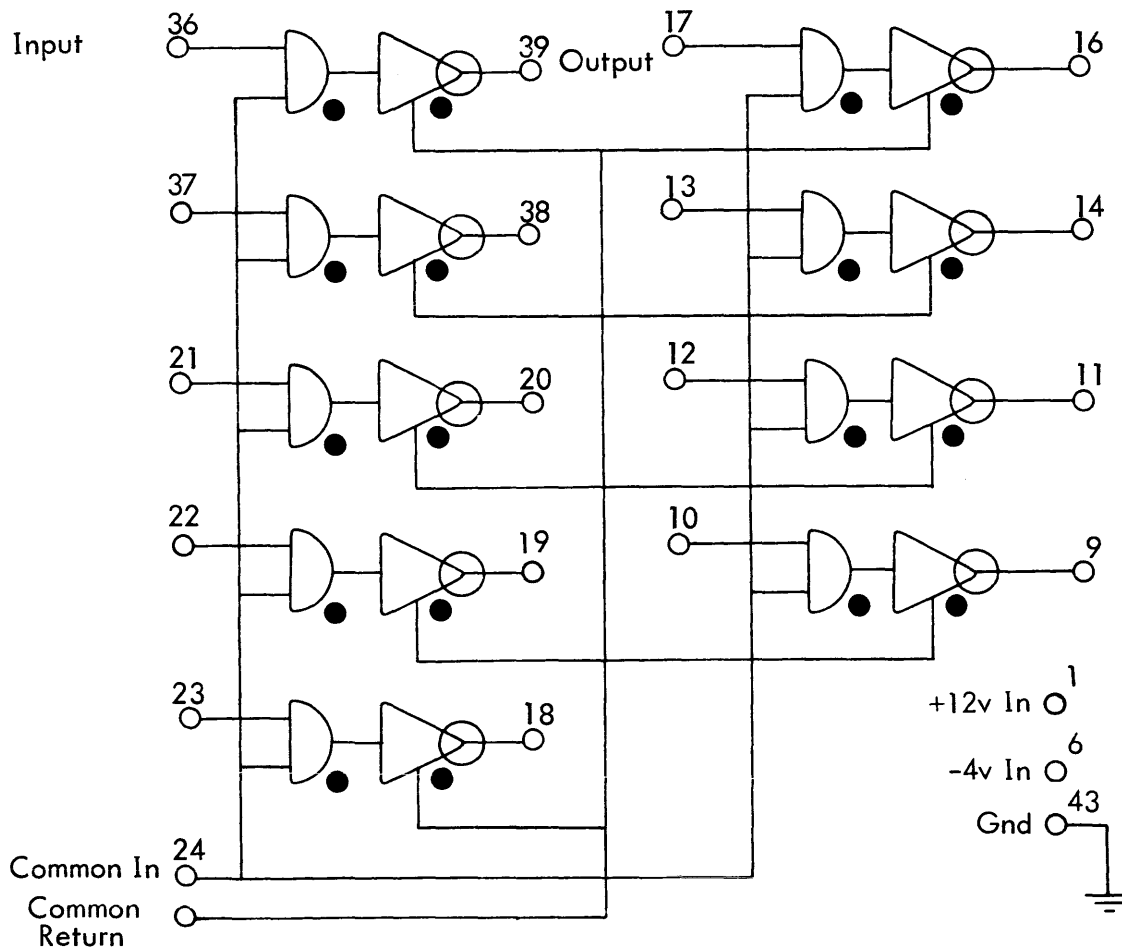 36
17
16
Input
39
Output
37
13
14
38
21
12
11
20
22
10
9
19
23
18
1
+12v In
6
-4v In
43
Gnd
24
Common In
Common
Return